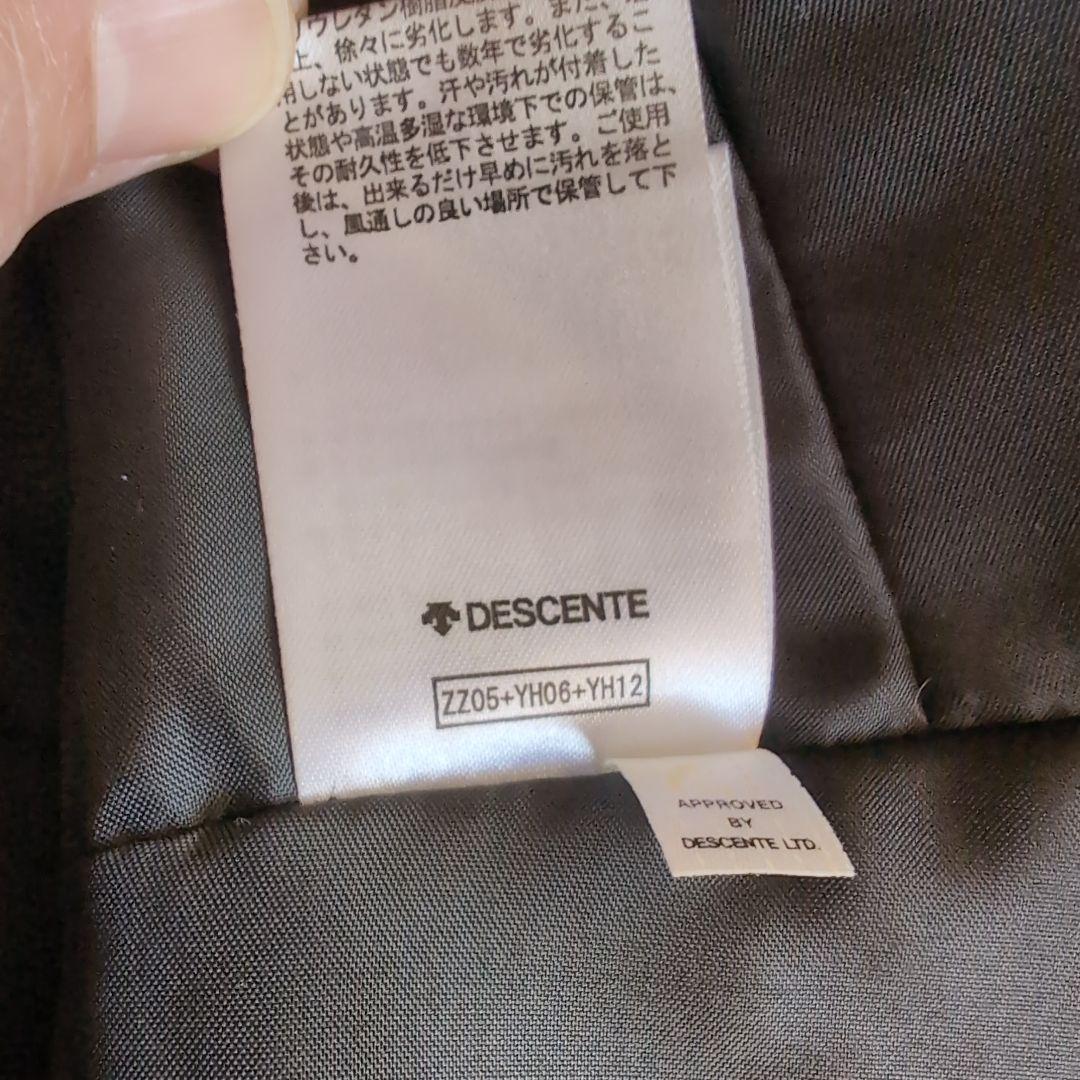 ウレタン樹脂
上、徐々に劣化します。また、
用しない状態でも数年で劣化するこ
とがあります。汗や汚れが付着した
状態や高温多湿な環境下での保管は、
その耐久性を低下させます。ご使用
後は、出来るだけ早めに汚れを落と
し、風通しの良い場所で保管して下
さい。
DESCENTE
ZZ05+YH06+YH12
APPROVED
BY
DESCENTE LTD.